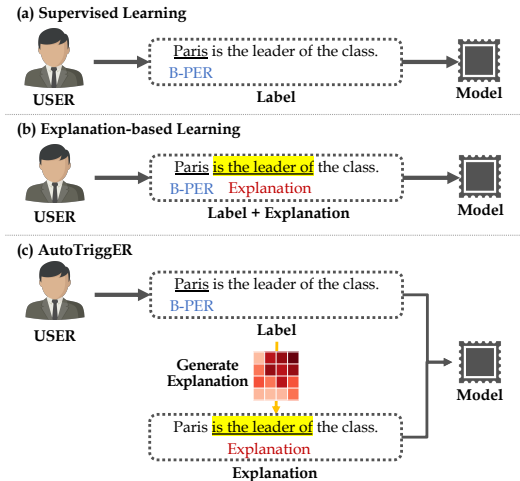 (a) Supervised Learning
Paris is the leader of the class.
B-PER
USER
Label
Model
(b) Explanation-based Learning
Paris is the leader of the class.
B-PER Explanation
USER
Label + Explanation
Model
(c) AutoTriggER
Paris is the leader of the class.
B-PER
USER
Label
Generate
Explanation
Model
Paris is the leader of the class.
Explanation
Explanation